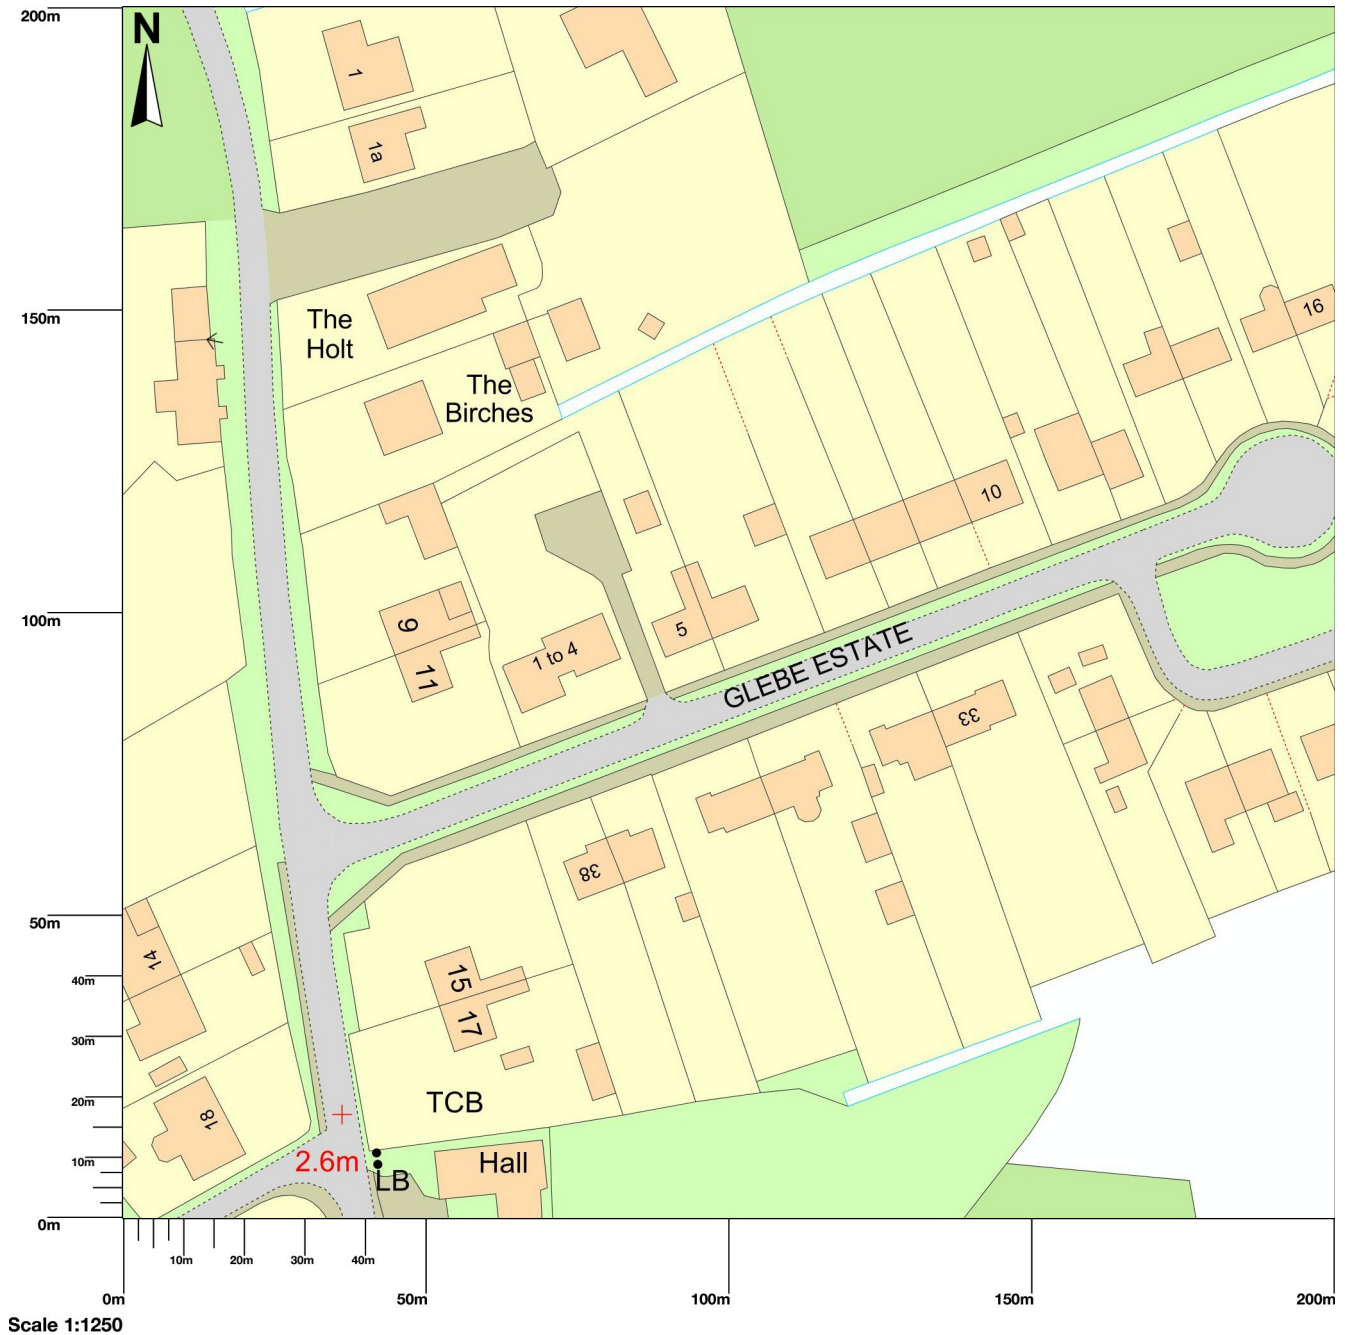 200m
N
1
1a
150m
The
Holt
The
Birches
16
10
100m
9
11
1 to 4
5
GLEBE ESTATE
33
38
50m
14
40m
15
17
30m
20m
TCB
18
10m
2.6m
LB
Hall
0m
10m
20m
30m
40m
0m
50m
100m
150m
200m
Scale 1:1250